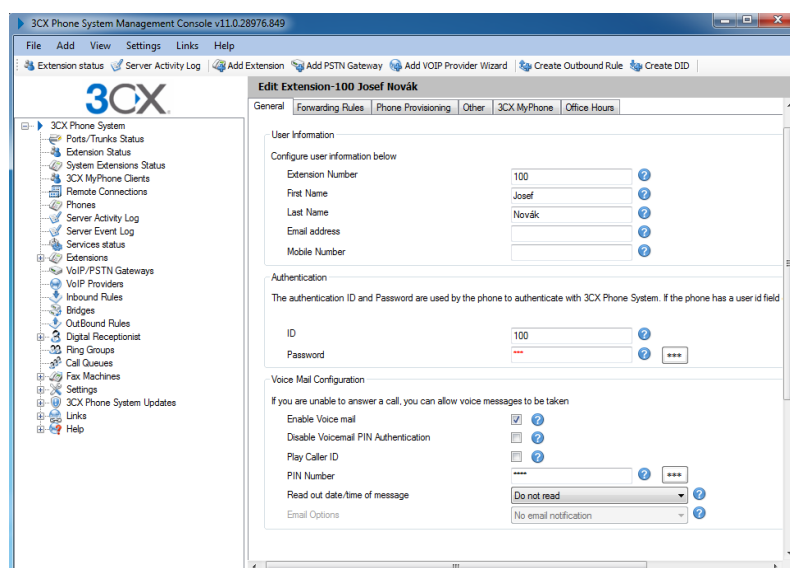 3CX Phone System Management Console v11.0.28976.849
File Add View Settings Links Help
Extension status Server Activity Log Add Extension Add PSTN Gateway Add VOIP Provider Wizard Create Outbound Rule Create DID
3CX
3CX Phone System
Ports/Trunks Status
Extension Status
System Extensions Status
3CX MyPhone Clients
Remote Connections
Phones
Server Activity Log
Server Event Log
Services status
Extensions
VoIP/PSTN Gateways
VoIP Providers
Inbound Rules
Bridges
OutBound Rules
Digital Receptionist
Ring Groups
Call Queues
Fax Machines
Settings
3CX Phone System Updates
Links
Help
Edit Extension-100 Josef Novák
General Forwarding Rules Phone Provisioning Other 3CX MyPhone Office Hours
User Information
Configure user information below
Extension Number 100
First Name Josef
Last Name Novák
Email address
Mobile Number
Authentication
The authentication ID and Password are used by the phone to authenticate with 3CX Phone System. If the phone has a user id field
ID 100
Password *** ***
Voice Mail Configuration
If you are unable to answer a call, you can allow voice messages to be taken
Enable Voice mail
Disable Voicemail PIN Authentication
Play Caller ID
PIN Number **** ***
Read out date/time of message Do not read
Email Options No email notification